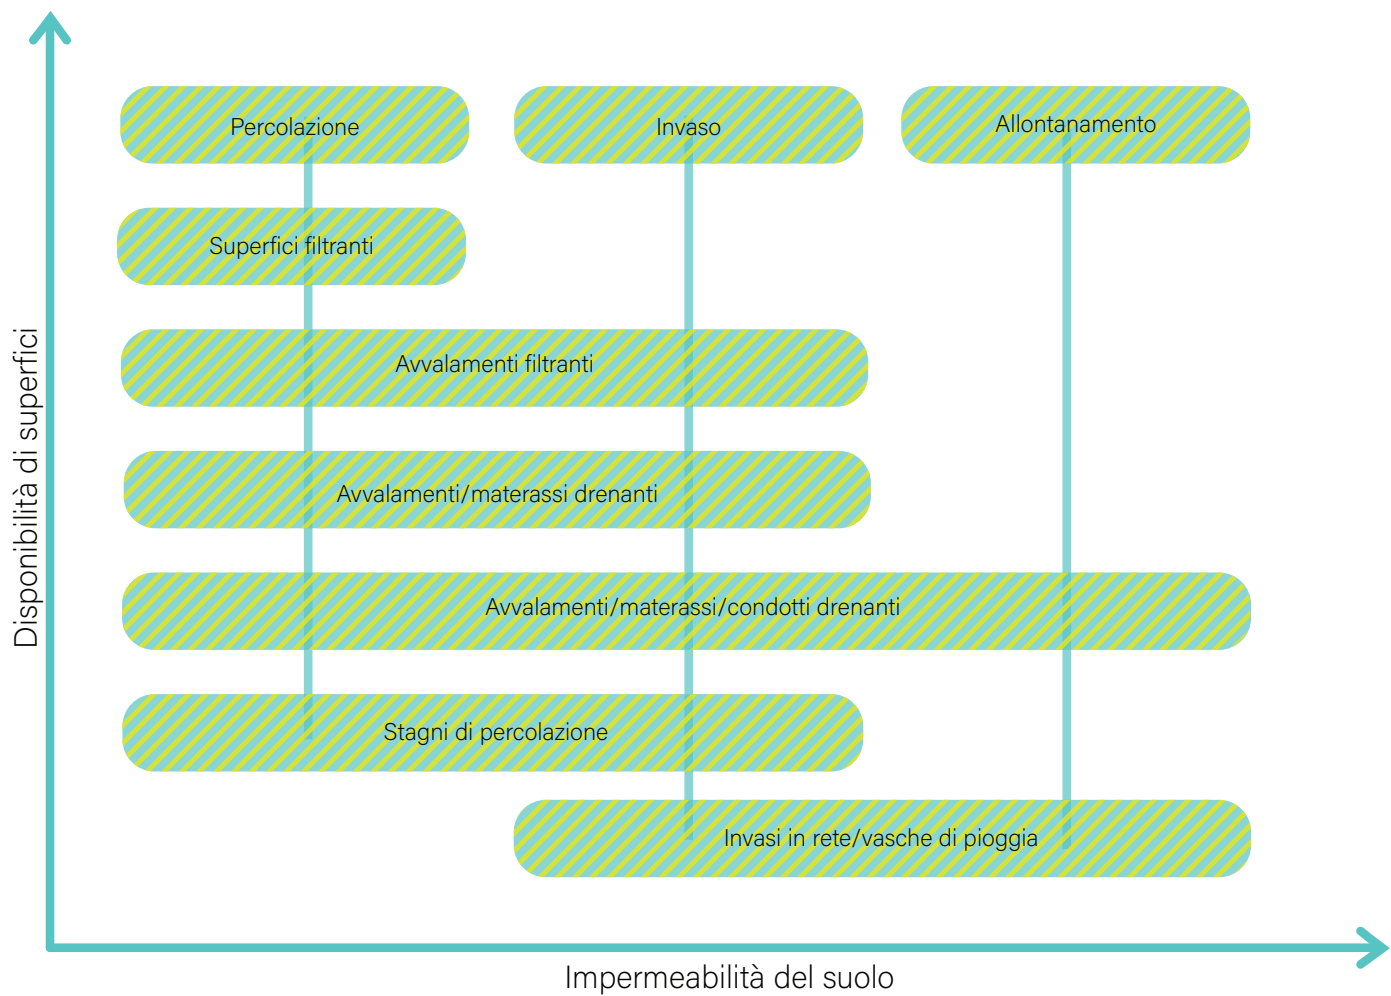 Percolazione
Invaso
Allontanamento
Superfici filtranti
Avvalamenti filtranti
Avvalamenti/materassi drenanti
Avvalamenti/materassi/condotti drenanti
Stagni di percolazione
Invasi in rete/vasche di pioggia
Disponibilità di superfici
Impermeabilità del suolo